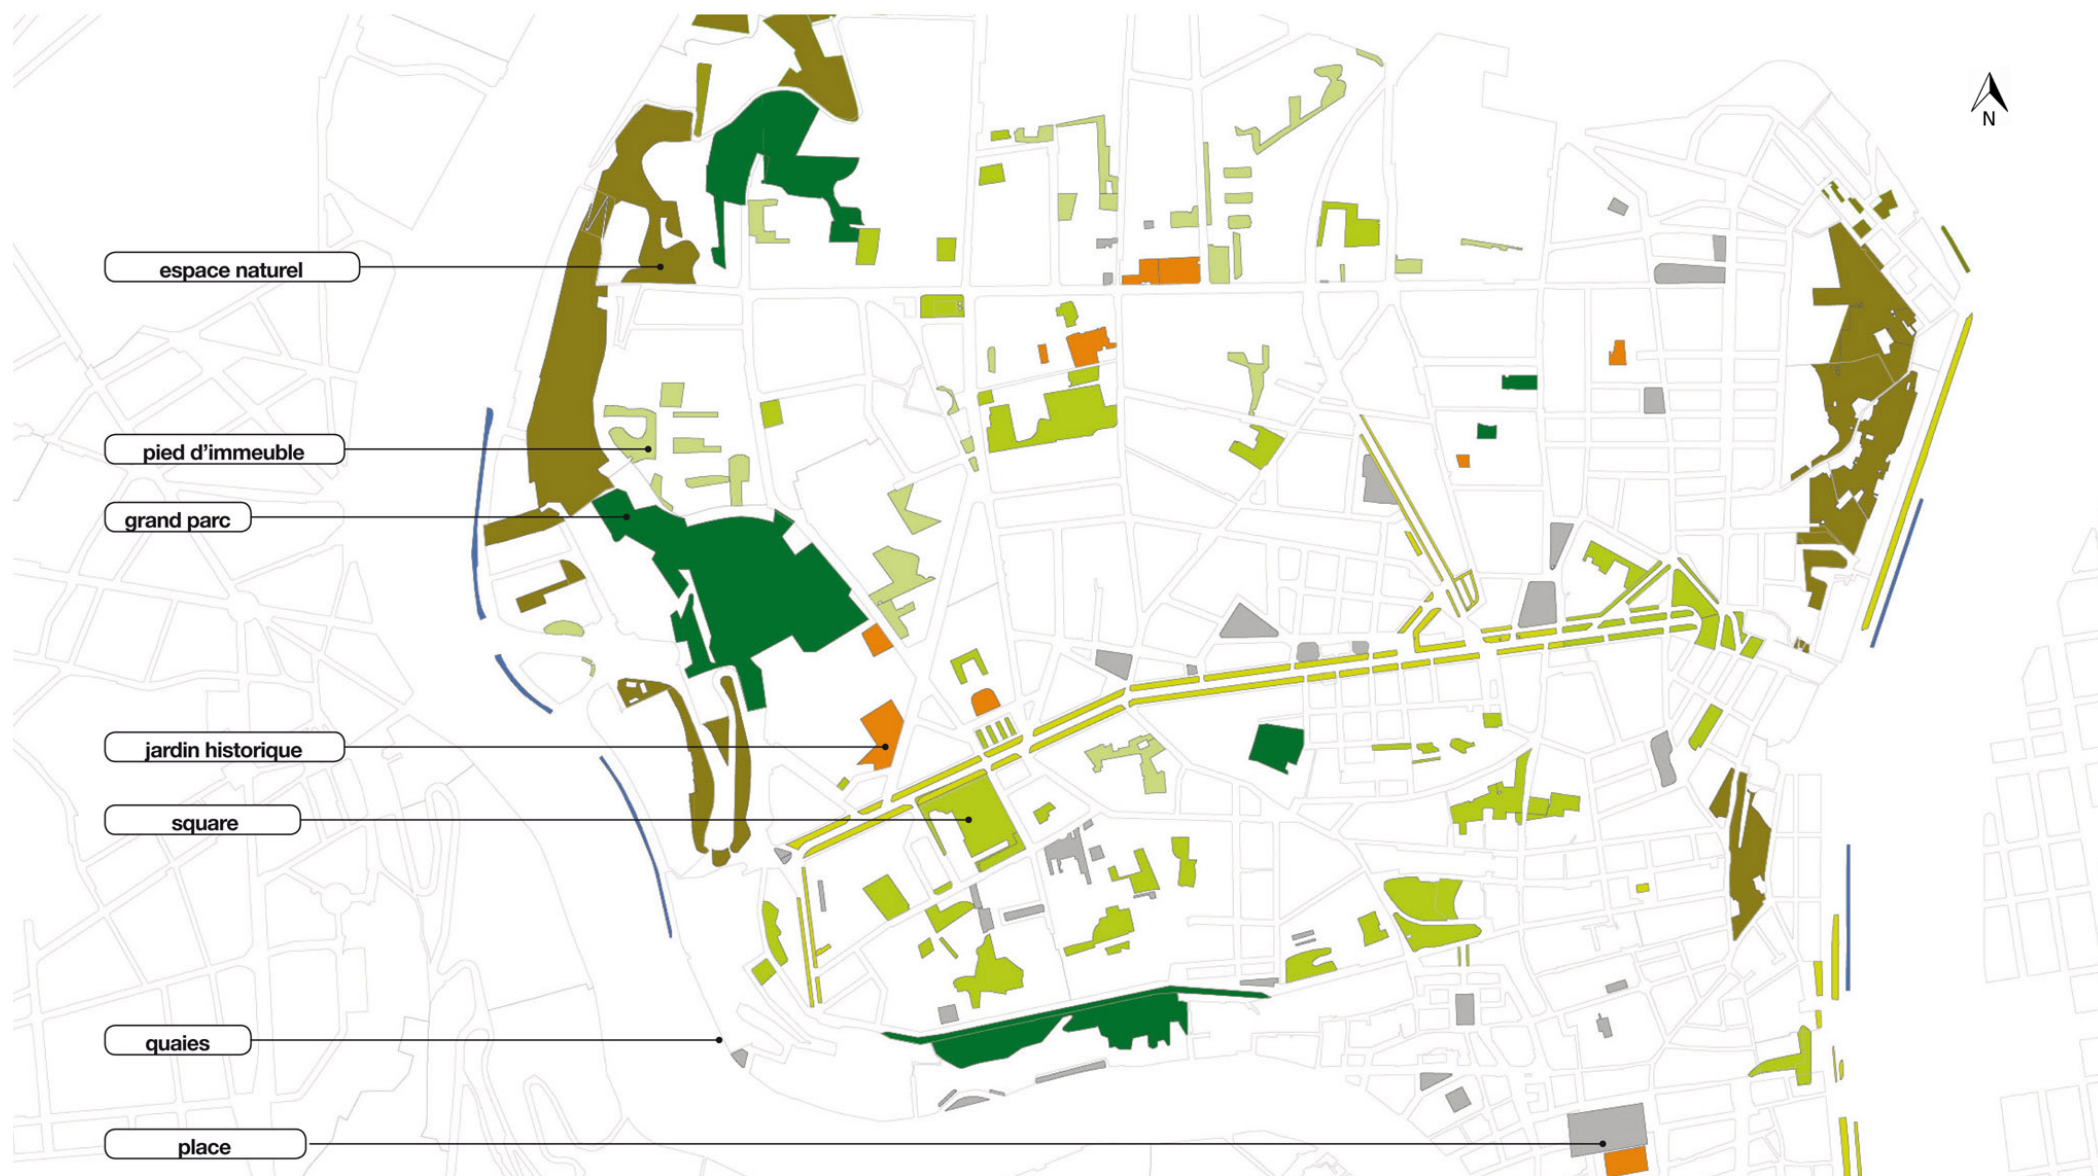 N
espace naturel
pied d'immeuble
grand parc
jardin historique
square
quaies
place